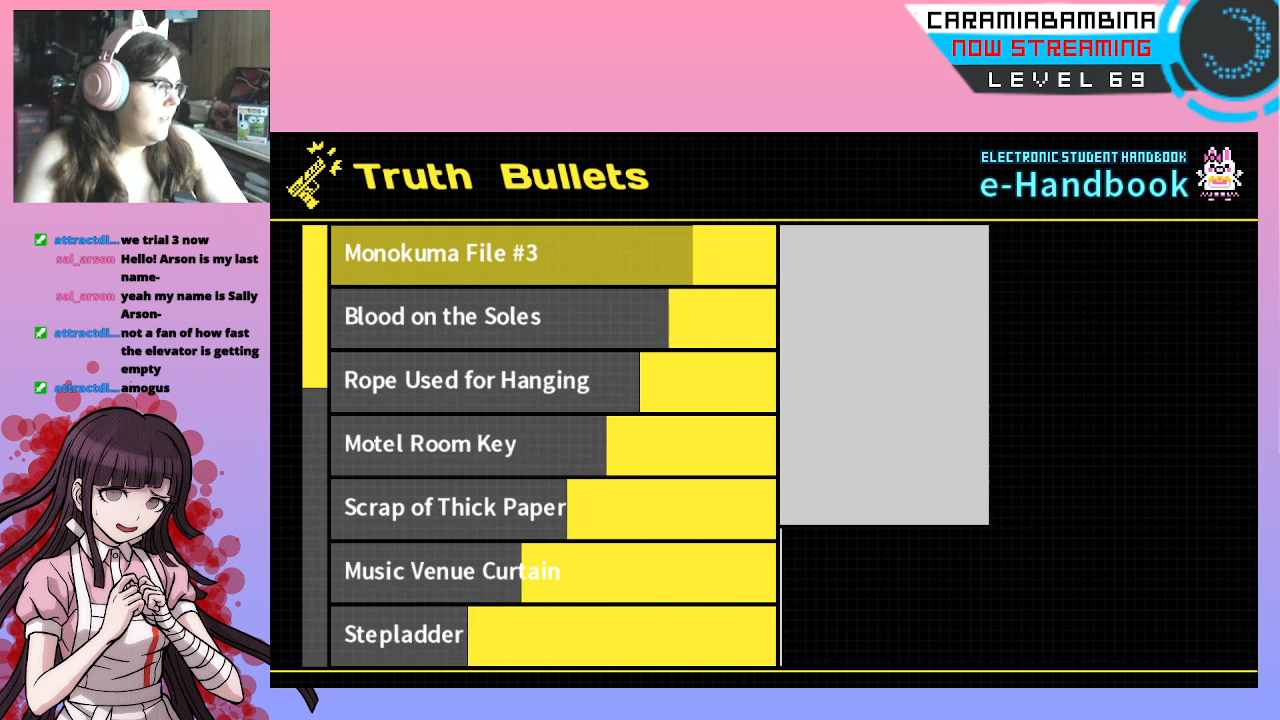 CARAMIABAMBINA
NOW STREAMING
LEVEL 69
Truth Bullets
ELECTRONIC STUDENT HANDBOOK
e-Handbook
Monokuma File #3
Blood on the Soles
Rope Used for Hanging
Motel Room Key
Scrap of Thick Paper
Music Venue Curtain
Stepladder
attractdl... we trial 3 now
sal_arson Hello! Arson is my last
name-
sal_arson yeah my name is Sally
Arson-
attractdl... not a fan of how fast
the elevator is getting
empty
attractdl... amogus